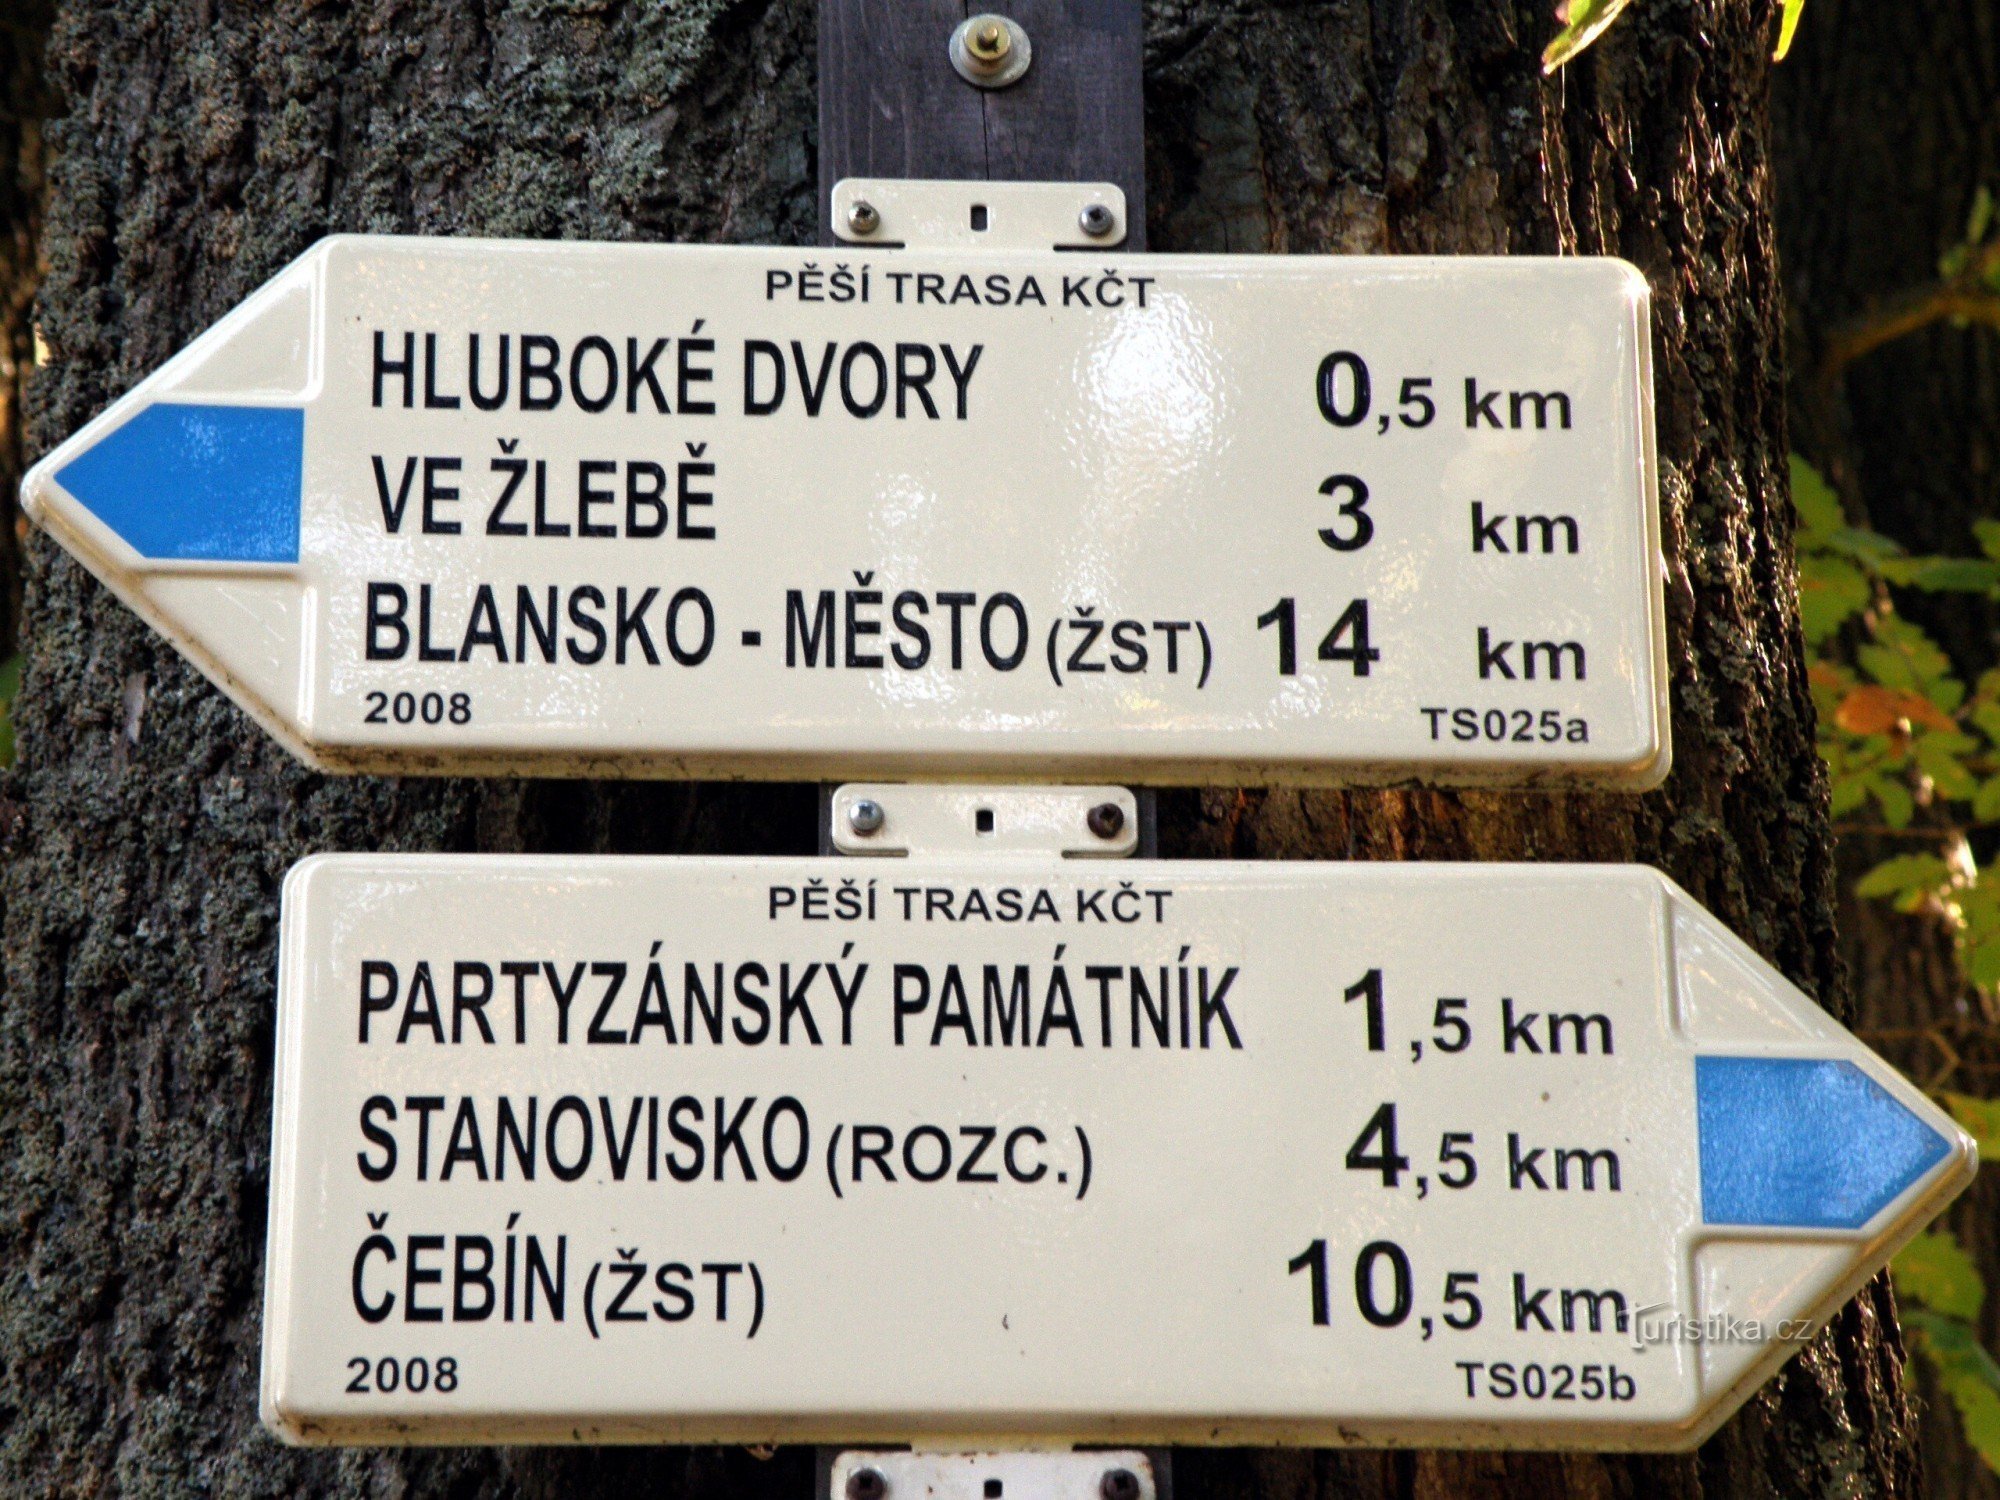 PĚŠÍ TRASA KČT
HLUBOKÉ DVORY 0,5 km
VE ŽLEBĚ 3 km
BLANSKO - MĚSTO (ŽST) 14 km
2008 TS025a
PĚŠÍ TRASA KČT
PARTYZÁNSKÝ PAMÁTNÍK 1,5 km
STANOVISKO (ROZC.) 4,5 km
ČEBÍN (ŽST) 10,5 km
Turistika.cz
2008 TS025b